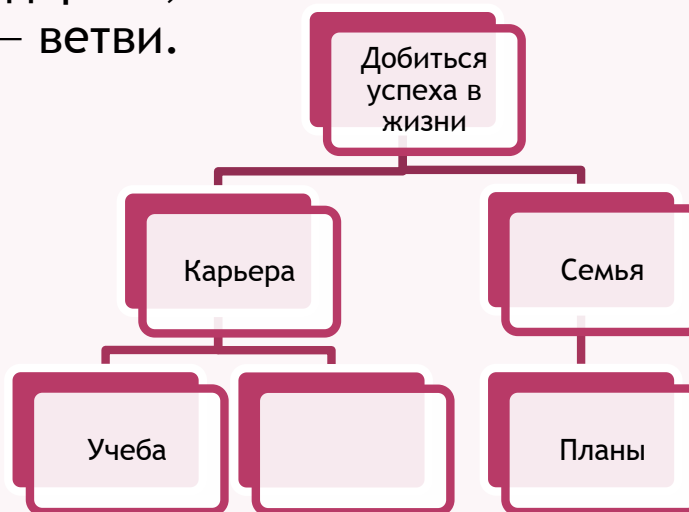 – ветви.
Добиться
успеха в
жизни
Карьера
Семья
Учеба
Планы